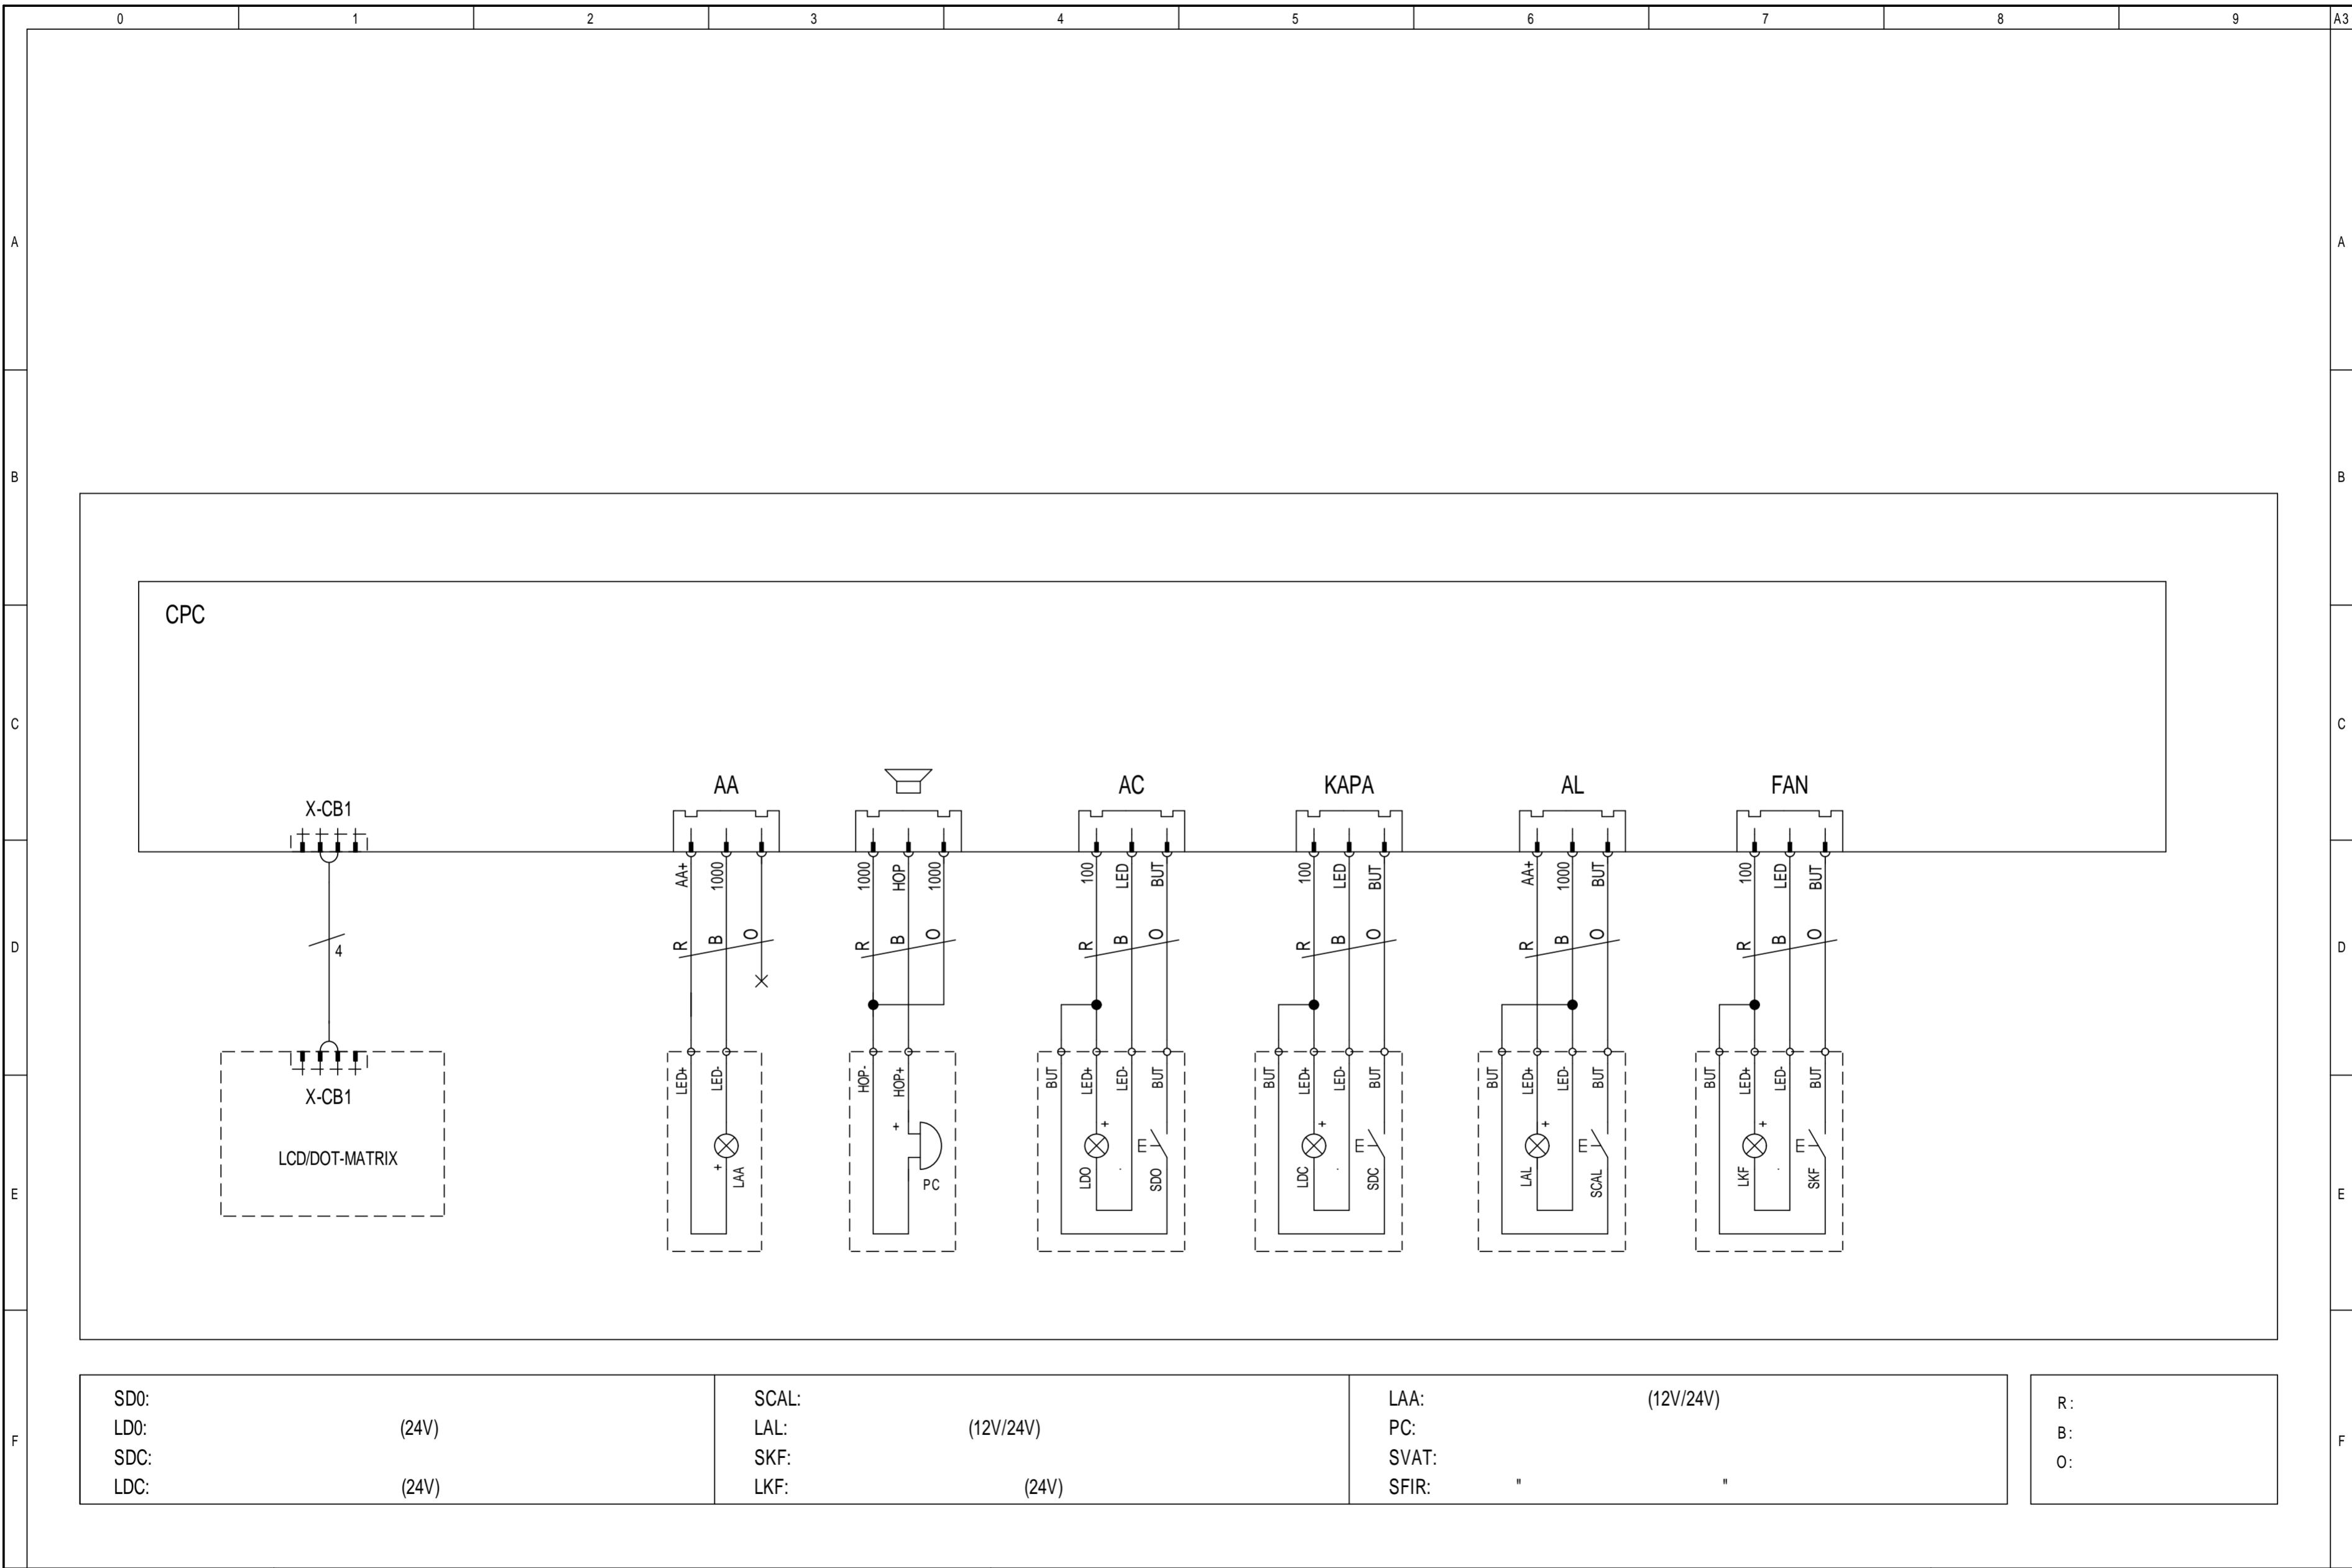 0 1 2 3 4 5 6 7 8 9 A3
A A
B B
CPC
C C
AA AC KAPA AL FAN
X-CB1
AA+ 1000 1000 HOP 1000 100 LED BUT 100 LED BUT AA+ 1000 BUT 100 LED BUT
R B O R B O R B O R B O R B O R B O
D 4 D
LED+ LED- HOP- HOP+ BUT LED+ LED- BUT BUT LED+ LED- BUT BUT LED+ LED- BUT BUT LED+ LED- BUT
X-CB1
+ + + + +
LCD/DOT-MATRIX
+ LAA PC LDO SDO LDC SDC LAL SCAL LKF SKF
E E
SD0:
LD0: (24V)
SDC:
LDC: (24V)
SCAL:
LAL: (12V/24V)
SKF:
LKF: (24V)
LAA: (12V/24V)
PC:
SVAT:
SFIR: " "
R:
B:
O:
F F